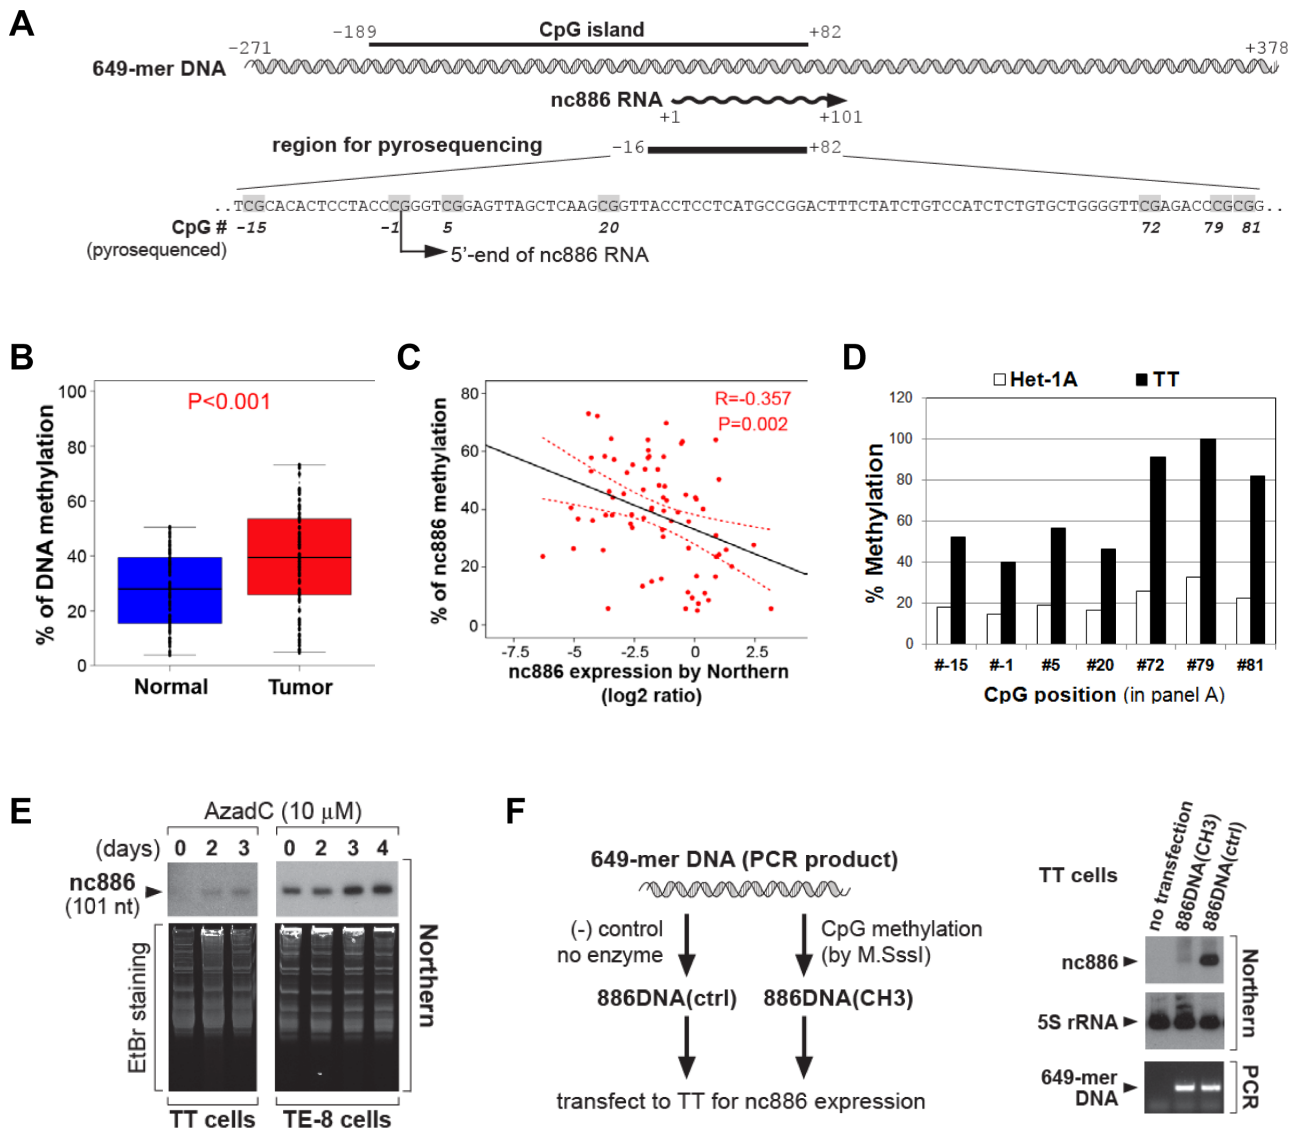 A
−189 CpG island +82
−271 +378
649-mer DNA
nc886 RNA
+1 +101
region for pyrosequencing −16 +82
..TCGCACACTCCTACCCGGGTCGGAGTTAGCTCAAGCGGTTACCTCCTCATGCCGGACTTTCTATCTGTCCATCTCTGTGCTGGGGTTCGAGACCCGCGG..
CpG # −15 −1 5 20 72 79 81
(pyrosequenced)
5’-end of nc886 RNA
B
% of DNA methylation
100
80
60
40
20
0
P<0.001
Normal Tumor
C
% of nc886 methylation
80
60
40
20
0
R=-0.357
P=0.002
-7.5 -5 -2.5 0 2.5
nc886 expression by Northern
(log2 ratio)
D
Het-1A TT
% Methylation
120
100
80
60
40
20
0
#-15 #-1 #5 #20 #72 #79 #81
CpG position (in panel A)
E
AzadC (10 µM)
(days) 0 2 3 0 2 3 4
nc886
(101 nt)
EtBr staining
Northern
TT cells TE-8 cells
F
649-mer DNA (PCR product)
(-) control
no enzyme
CpG methylation
(by M.SssI)
886DNA(ctrl) 886DNA(CH3)
transfect to TT for nc886 expression
TT cells
no transfection
886DNA(CH3)
886DNA(ctrl)
nc886
5S rRNA
Northern
649-mer
DNA
PCR